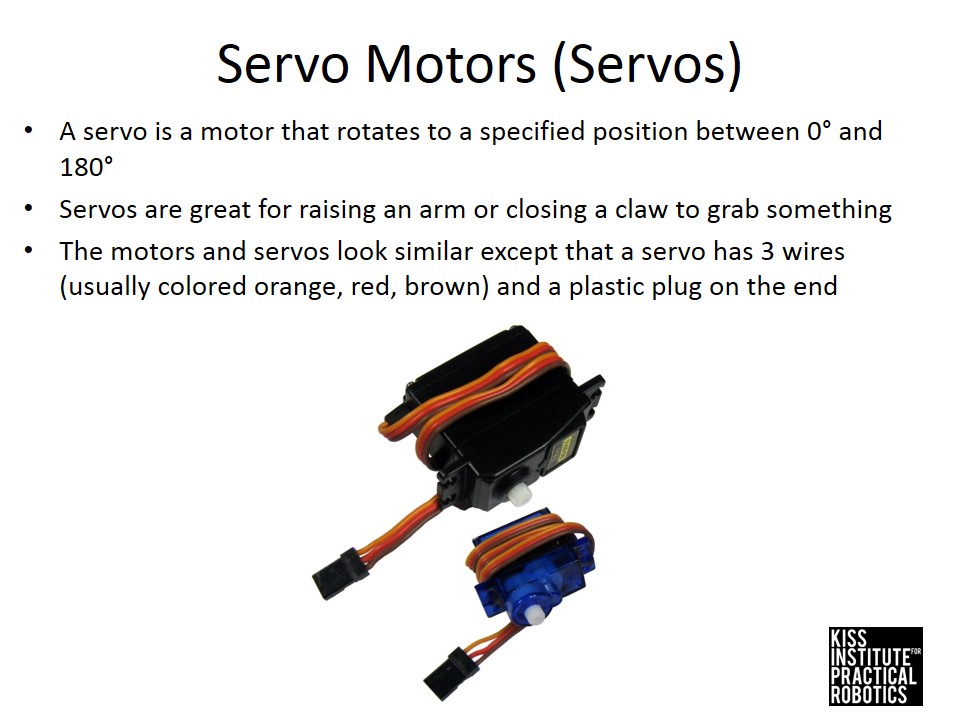 Servo Motors (Servos)
• A servo is a motor that rotates to a specified position between 0° and
180°
• Servos are great for raising an arm or closing a claw to grab something
• The motors and servos look similar except that a servo has 3 wires
(usually colored orange, red, brown) and a plastic plug on the end
KISS
INSTITUTE FOR
PRACTICAL
ROBOTICS